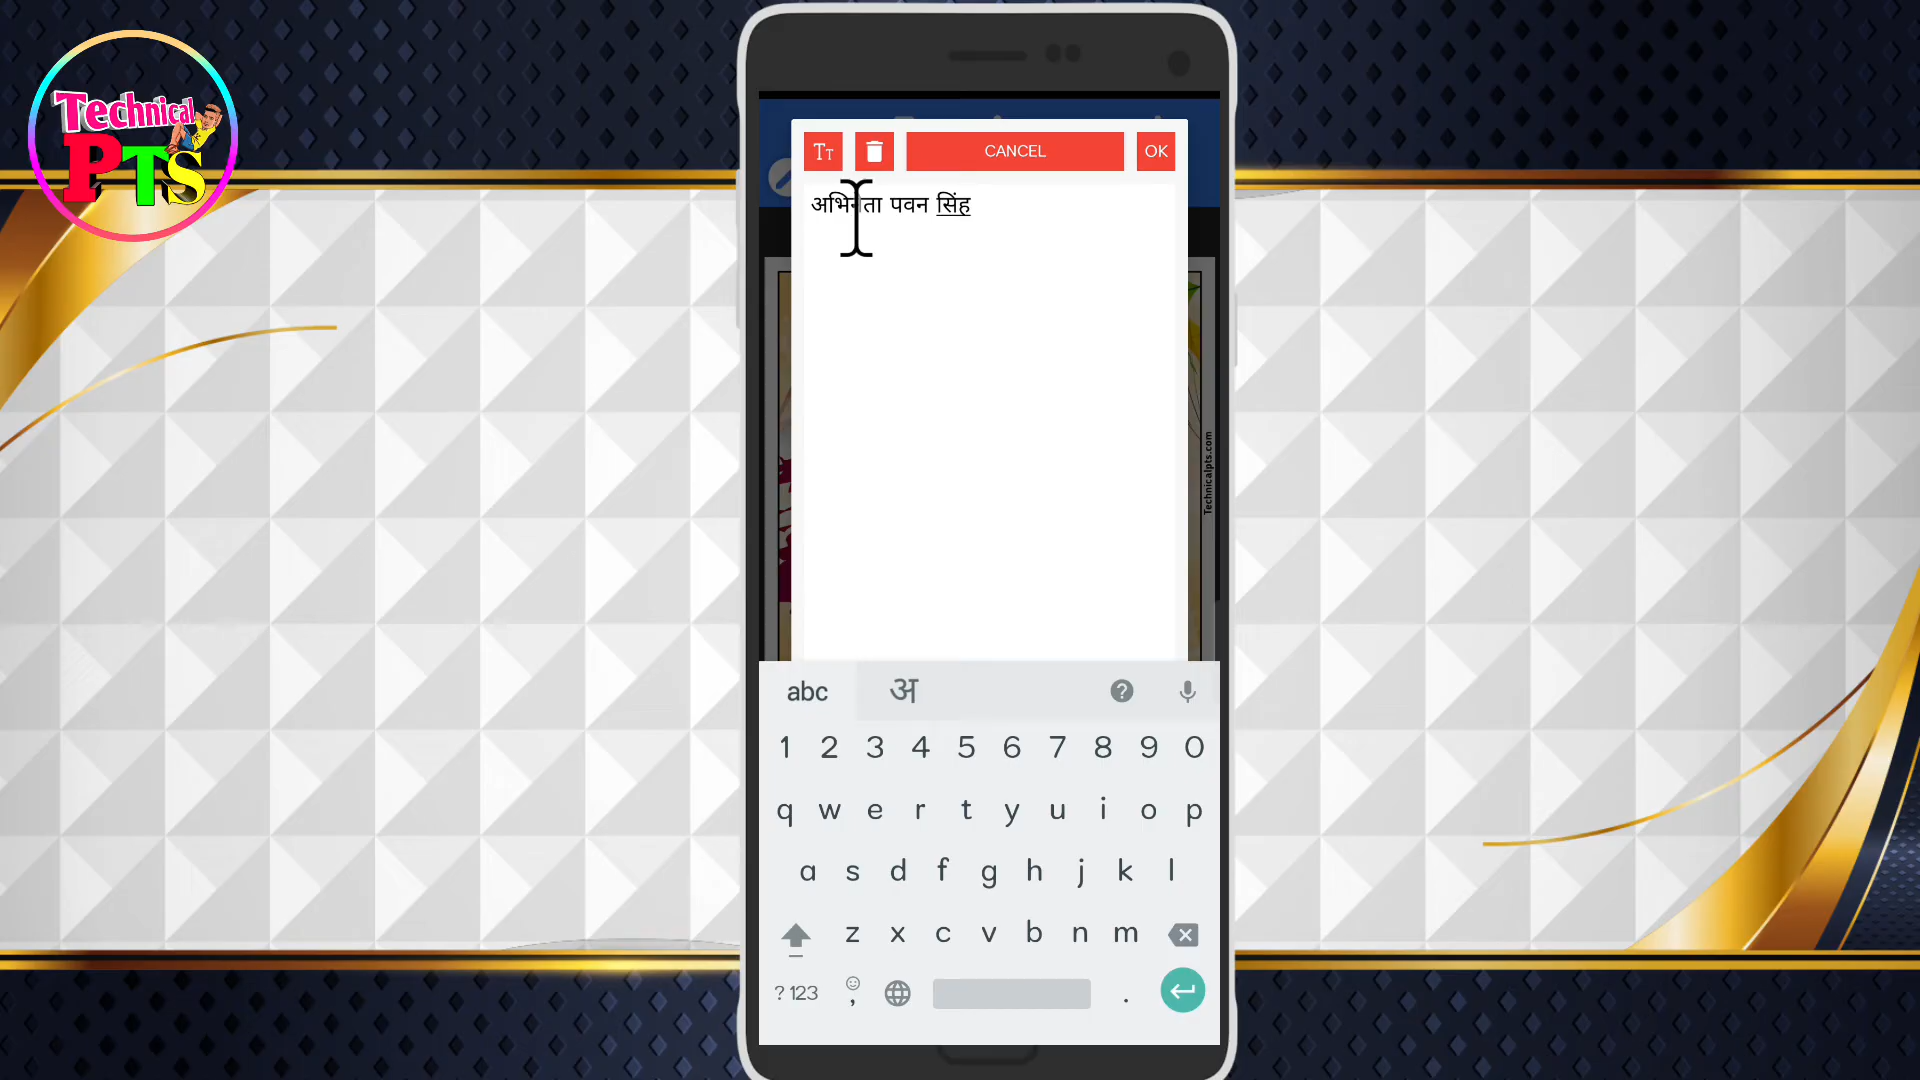 Technical
PTS
TT
CANCEL
OK
अभिनेता पवन सिंह
Technicalpts.com
abc
अ
?
1 2 3 4 5 6 7 8 9 0
q w e r t y u i o p
a s d f g h j k l
z x c v b n m
?123
,
.